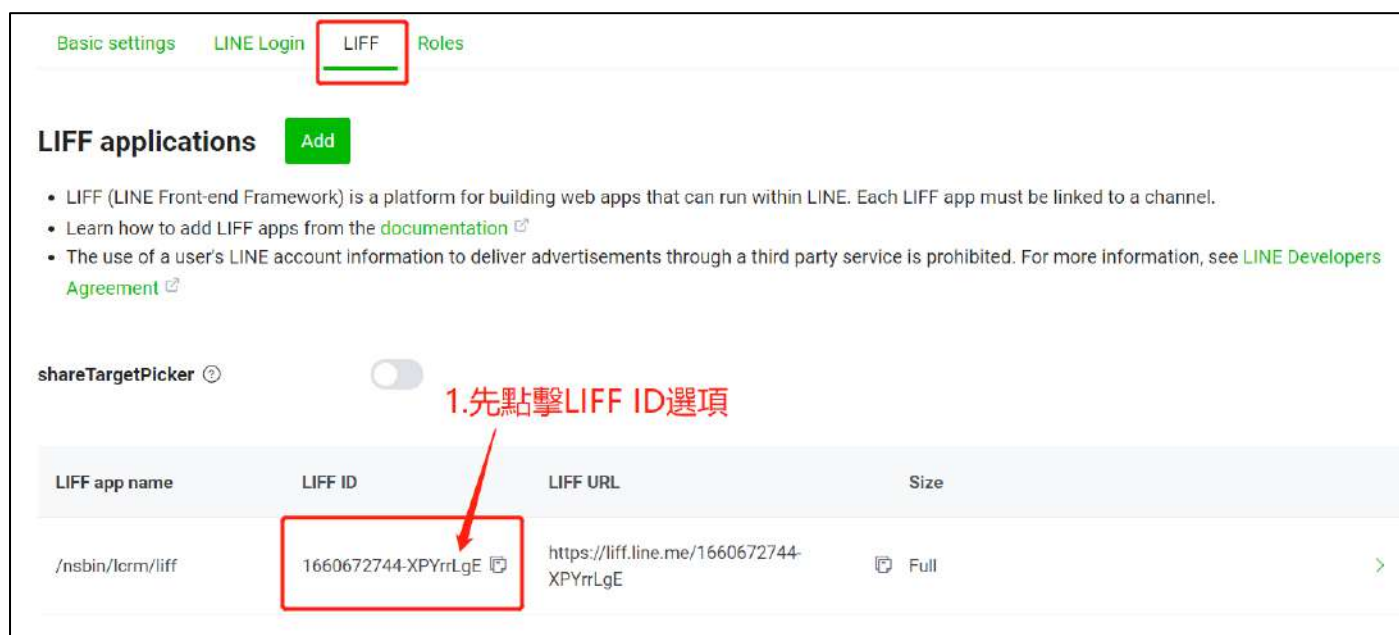 Basic settings LINE Login LIFF Roles
LIFF applications Add
• LIFF (LINE Front-end Framework) is a platform for building web apps that can run within LINE. Each LIFF app must be linked to a channel.
• Learn how to add LIFF apps from the documentation
• The use of a user's LINE account information to deliver advertisements through a third party service is prohibited. For more information, see LINE Developers
Agreement
shareTargetPicker
1.先點擊LIFF ID選項
LIFF app name LIFF ID LIFF URL Size
/nsbin/lcrm/liff 1660672744-XPYrrLgE https://liff.line.me/1660672744- Full
XPYrrLgE